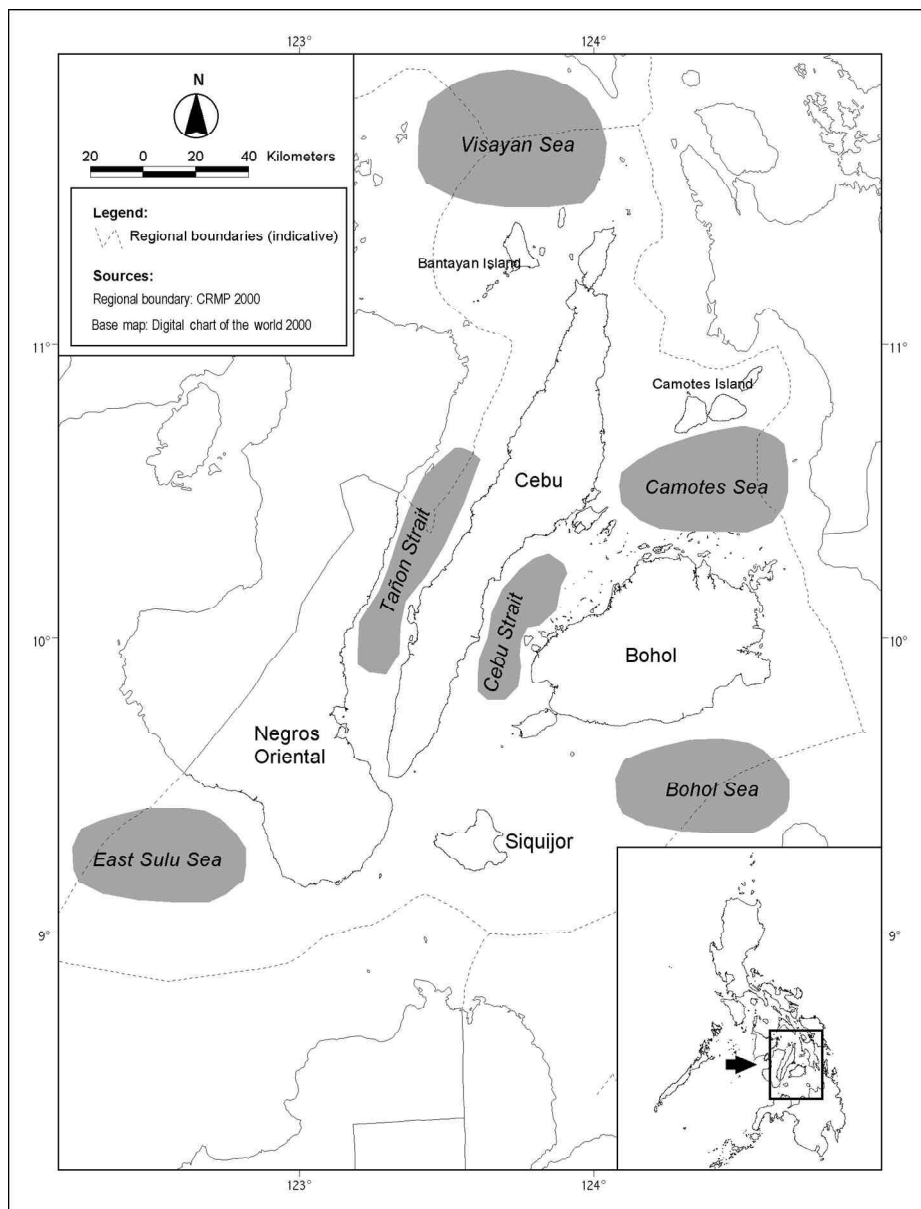 123°
124°
N
20 0 20 40 Kilometers
Legend:
Regional boundaries (indicative)
Sources:
Regional boundary: CRMP 2000
Base map: Digital chart of the world 2000
Visayan Sea
Bantayan Island
11°
11°
Camotes Island
Cebu
Camotes Sea
Tañon Strait
Cebu Strait
10°
10°
Bohol
Negros
Oriental
Bohol Sea
Siquijor
East Sulu Sea
9°
9°
123°
124°